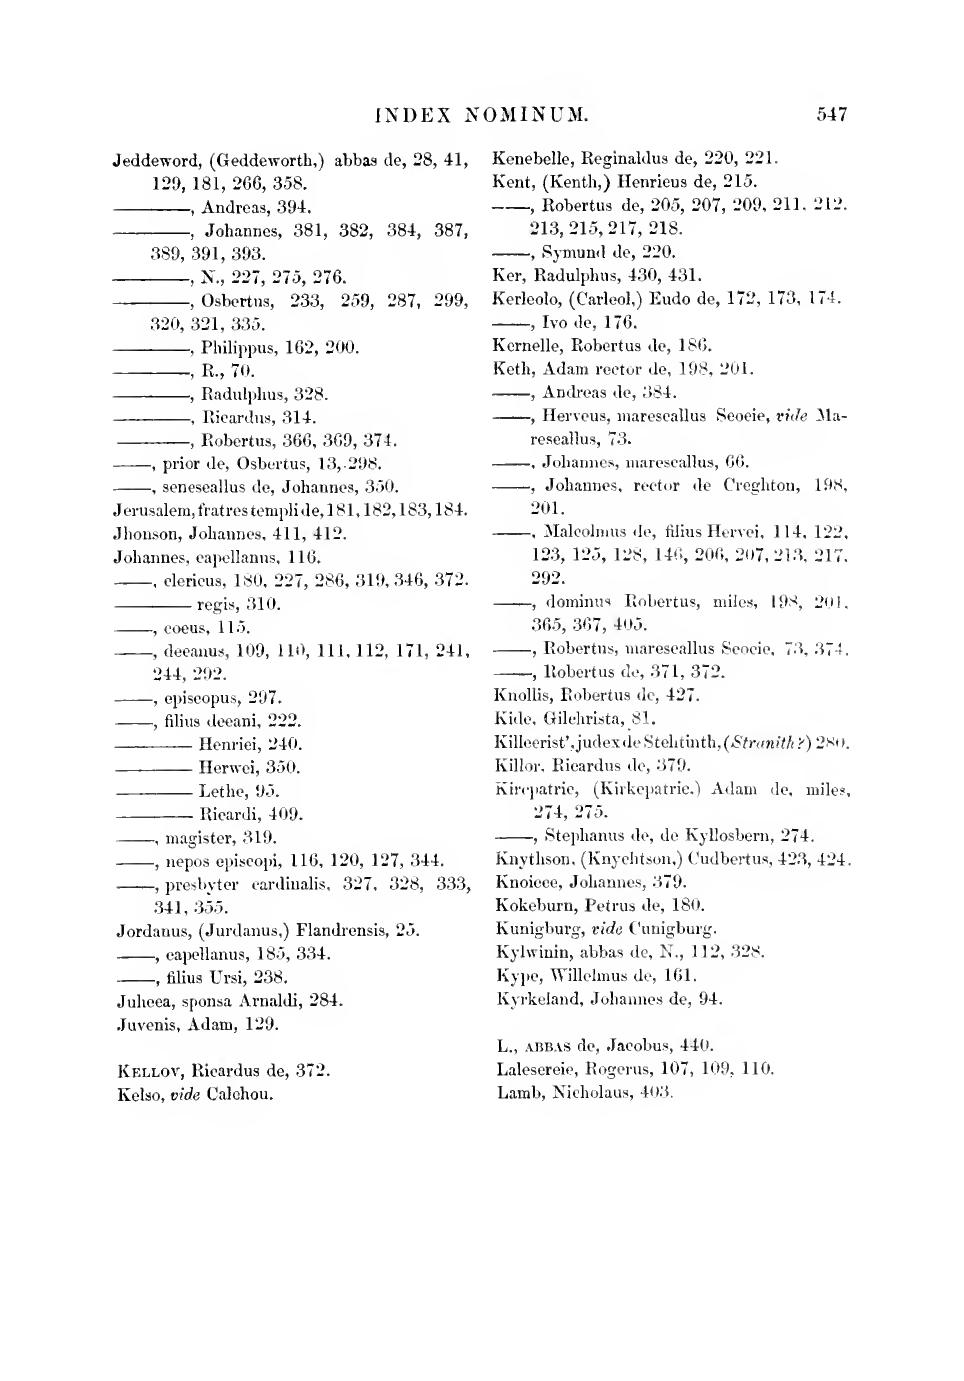 INDEX NOMINUM. 547
Jeddeword, (Geddeworth,) abbas de, 28, 41,
129, 181, 266, 358.
———, Andreas, 394.
———, Johannes, 381, 382, 384, 387,
389, 391, 393.
———, N., 227, 275, 276.
———, Osbertus, 233, 259, 287, 299,
320, 321, 335.
———, Philippus, 162, 200.
———, R., 70.
———, Radulphus, 328.
———, Ricardus, 314.
———, Robertus, 366, 369, 374.
——, prior de, Osbertus, 13, 298.
——, senescallus de, Johannes, 350.
Jerusalem, fratres templi de, 181, 182, 183, 184.
Jhonson, Johannes, 411, 412.
Johannes, capellanus, 116.
——, clericus, 180, 227, 286, 319, 346, 372.
——— regis, 310.
——, cocus, 115.
——, decanus, 109, 110, 111, 112, 171, 241,
244, 292.
——, episcopus, 297.
——, filius decani, 222.
——— Henrici, 240.
——— Herwei, 350.
——— Lethe, 95.
——— Ricardi, 409.
——, magister, 319.
——, nepos episcopi, 116, 120, 127, 344.
——, presbyter cardinalis, 327, 328, 333,
341, 355.
Jordanus, (Jurdanus,) Flandrensis, 25.
——, capellanus, 185, 334.
——, filius Ursi, 238.
Julicea, sponsa Arnaldi, 284.
Juvenis, Adam, 129.
KELLOV, Ricardus de, 372.
Kelso, vide Calchou.
Kenebelle, Reginaldus de, 220, 221.
Kent, (Kenth,) Henricus de, 215.
——, Robertus de, 205, 207, 209, 211, 212,
213, 215, 217, 218.
——, Symund de, 220.
Ker, Radulphus, 430, 431.
Kerleolo, (Carleol,) Eudo de, 172, 173, 174.
——, Ivo de, 176.
Kernelle, Robertus de, 186.
Keth, Adam rector de, 198, 201.
——, Andreas de, 384.
——, Herveus, marescallus Scocie, vide Ma-
rescallus, 73.
——, Johannes, marescallus, 66.
——, Johannes, rector de Creghton, 198,
201.
——, Malcolmus de, filius Hervei, 114, 122,
123, 125, 128, 146, 206, 207, 213, 217,
292.
——, dominus Robertus, miles, 198, 201,
365, 367, 405.
——, Robertus, marescallus Scocie, 73, 374.
——, Robertus de, 371, 372.
Knollis, Robertus de, 427.
Kide, Gilchrista, 81.
Killcerist', judex de Stehtinth, (Stranith?) 280.
Killor, Ricardus de, 379.
Kircpatric, (Kirkepatric,) Adam de, miles,
274, 275.
——, Stephanus de, de Kyllosbern, 274.
Knythson, (Knychtson,) Cudbertus, 423, 424.
Knoicce, Johannes, 379.
Kokeburn, Petrus de, 180.
Kunigburg, vide Cunigburg.
Kylwinin, abbas de, N., 112, 328.
Kype, Willelmus de, 161.
Kyrkeland, Johannes de, 94.
L., ABBAS de, Jacobus, 440.
Lalesereie, Rogerus, 107, 109, 110.
Lamb, Nicholaus, 403.